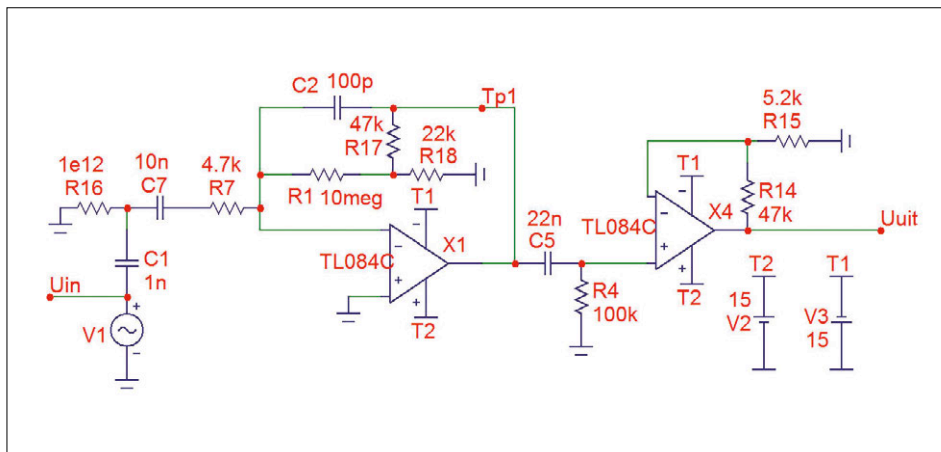 C2 100p
Tp1
5.2k
R15
47k
R17
22k
R18
1e12
R16
10n
C7
4.7k
R7
R1 10meg
T1
T1
R14
47k
X4
Uuit
TL084C
X1
TL084C
22n
C5
C1
1n
Uin
V1
T2
R4
100k
T2
T2
15
V2
T1
V3
15